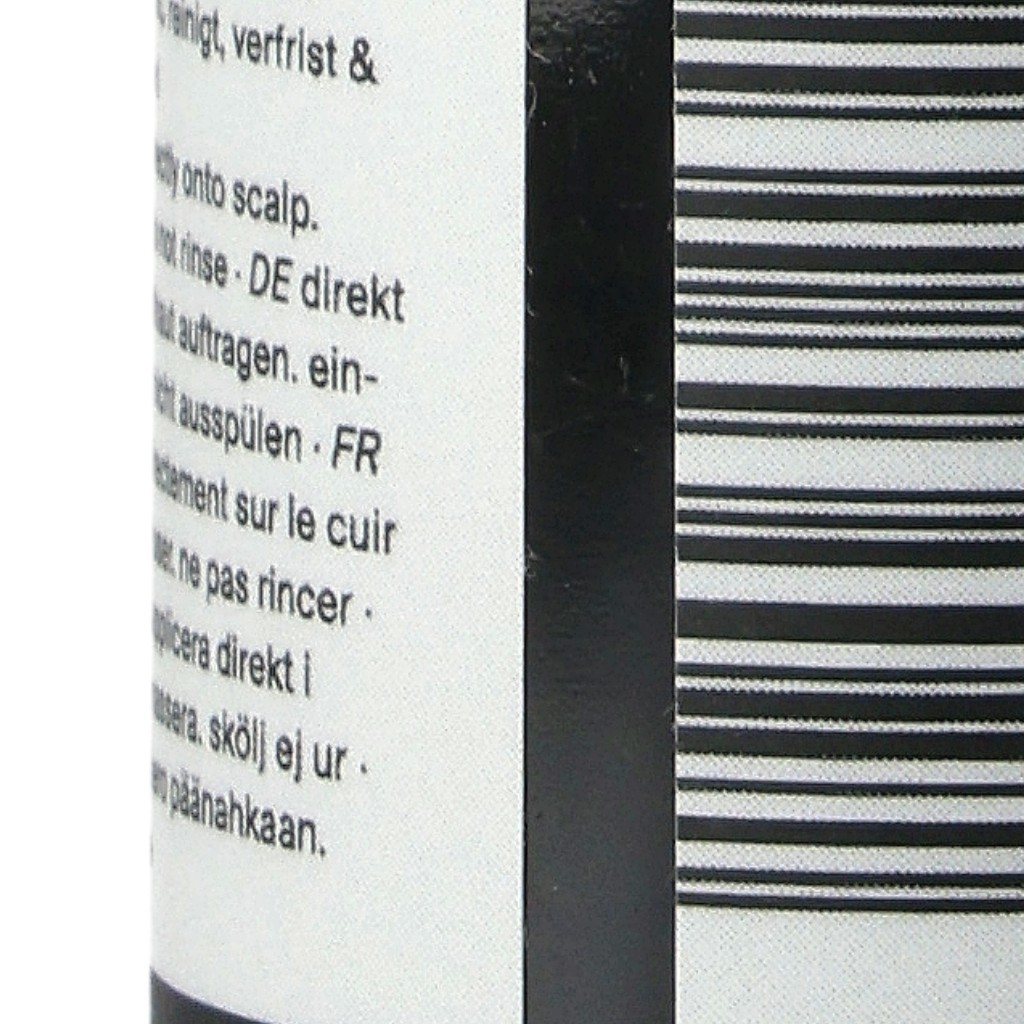 reinigt, verfrist &
onto scalp.
not rinse · DE direkt
auftragen. ein-
ausspülen · FR
sur le cuir
ne pas rincer ·
direkt i
skölj ej ur ·
päänahkaan.